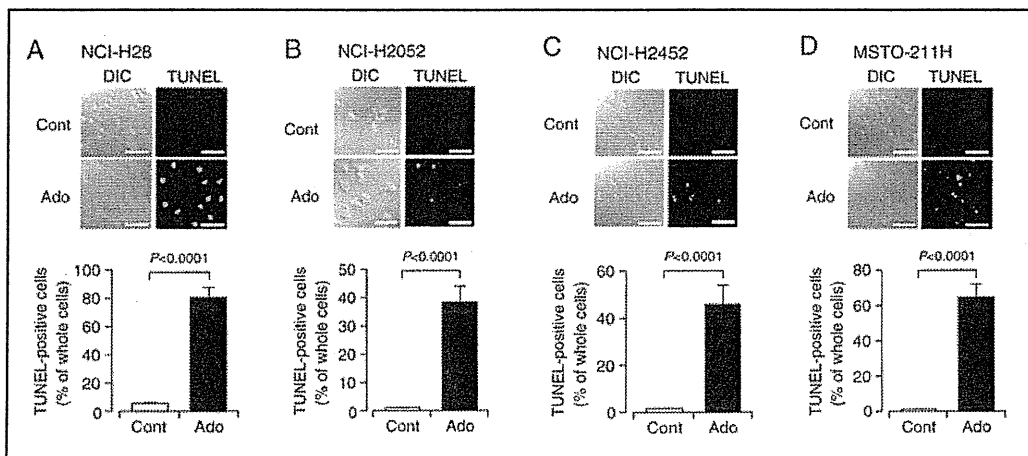 A NCI-H28
DIC TUNEL
Cont
Ado
P<0.0001
TUNEL-positive cells
(% of whole cells)
100
80
60
40
20
0
Cont Ado
B NCI-H2052
DIC TUNEL
Cont
Ado
P<0.0001
TUNEL-positive cells
(% of whole cells)
50
40
30
20
10
0
Cont Ado
C NCI-H2452
DIC TUNEL
Cont
Ado
P<0.0001
TUNEL-positive cells
(% of whole cells)
60
40
20
0
Cont Ado
D MSTO-211H
DIC TUNEL
Cont
Ado
P<0.0001
TUNEL-positive cells
(% of whole cells)
80
60
40
20
0
Cont Ado